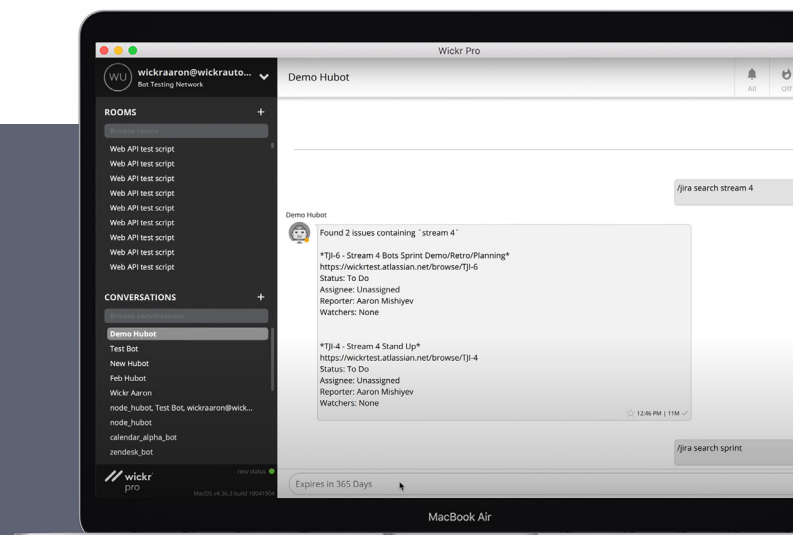 Wickr Pro
WU
wickraaron@wickrauto...
Bot Testing Network
Demo Hubot
All
Off
ROOMS +
Browse rooms
Web API test script
Web API test script
Web API test script
Web API test script
Web API test script
Web API test script
Web API test script
Web API test script
Web API test script
CONVERSATIONS +
Browse conversations
Demo Hubot
Test Bot
New Hubot
Feb Hubot
Wickr Aaron
node_hubot, Test Bot, wickraaron@wick...
node_hubot
calendar_alpha_bot
zendesk_bot
recv status
wickr
pro
MacOS v4.36.3 build 18041904
/jira search stream 4
Demo Hubot
Found 2 issues containing `stream 4`
*TJI-6 - Stream 4 Bots Sprint Demo/Retro/Planning*
https://wickrtest.atlassian.net/browse/TJI-6
Status: To Do
Assignee: Unassigned
Reporter: Aaron Mishiyev
Watchers: None
*TJI-4 - Stream 4 Stand Up*
https://wickrtest.atlassian.net/browse/TJI-4
Status: To Do
Assignee: Unassigned
Reporter: Aaron Mishiyev
Watchers: None
12:46 PM | 11M
/jira search sprint
Expires in 365 Days
MacBook Air